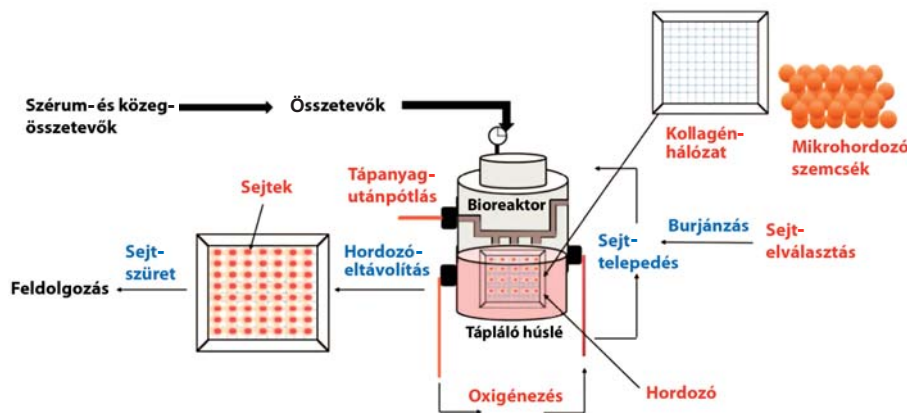 Szérum- és közeg-
összetevők
Összetevők
Kollagén-
hálózat
Mikrohordozó
szemcsék
Tápanyag-
utánpótlás
Sejtek
Bioreaktor
Burjánzás
Sejt-
elválasztás
Sejt-
telepedés
Sejt-
szüret
Hordozó-
eltávolítás
Feldolgozás
Tápláló húslé
Oxigénezés
Hordozó